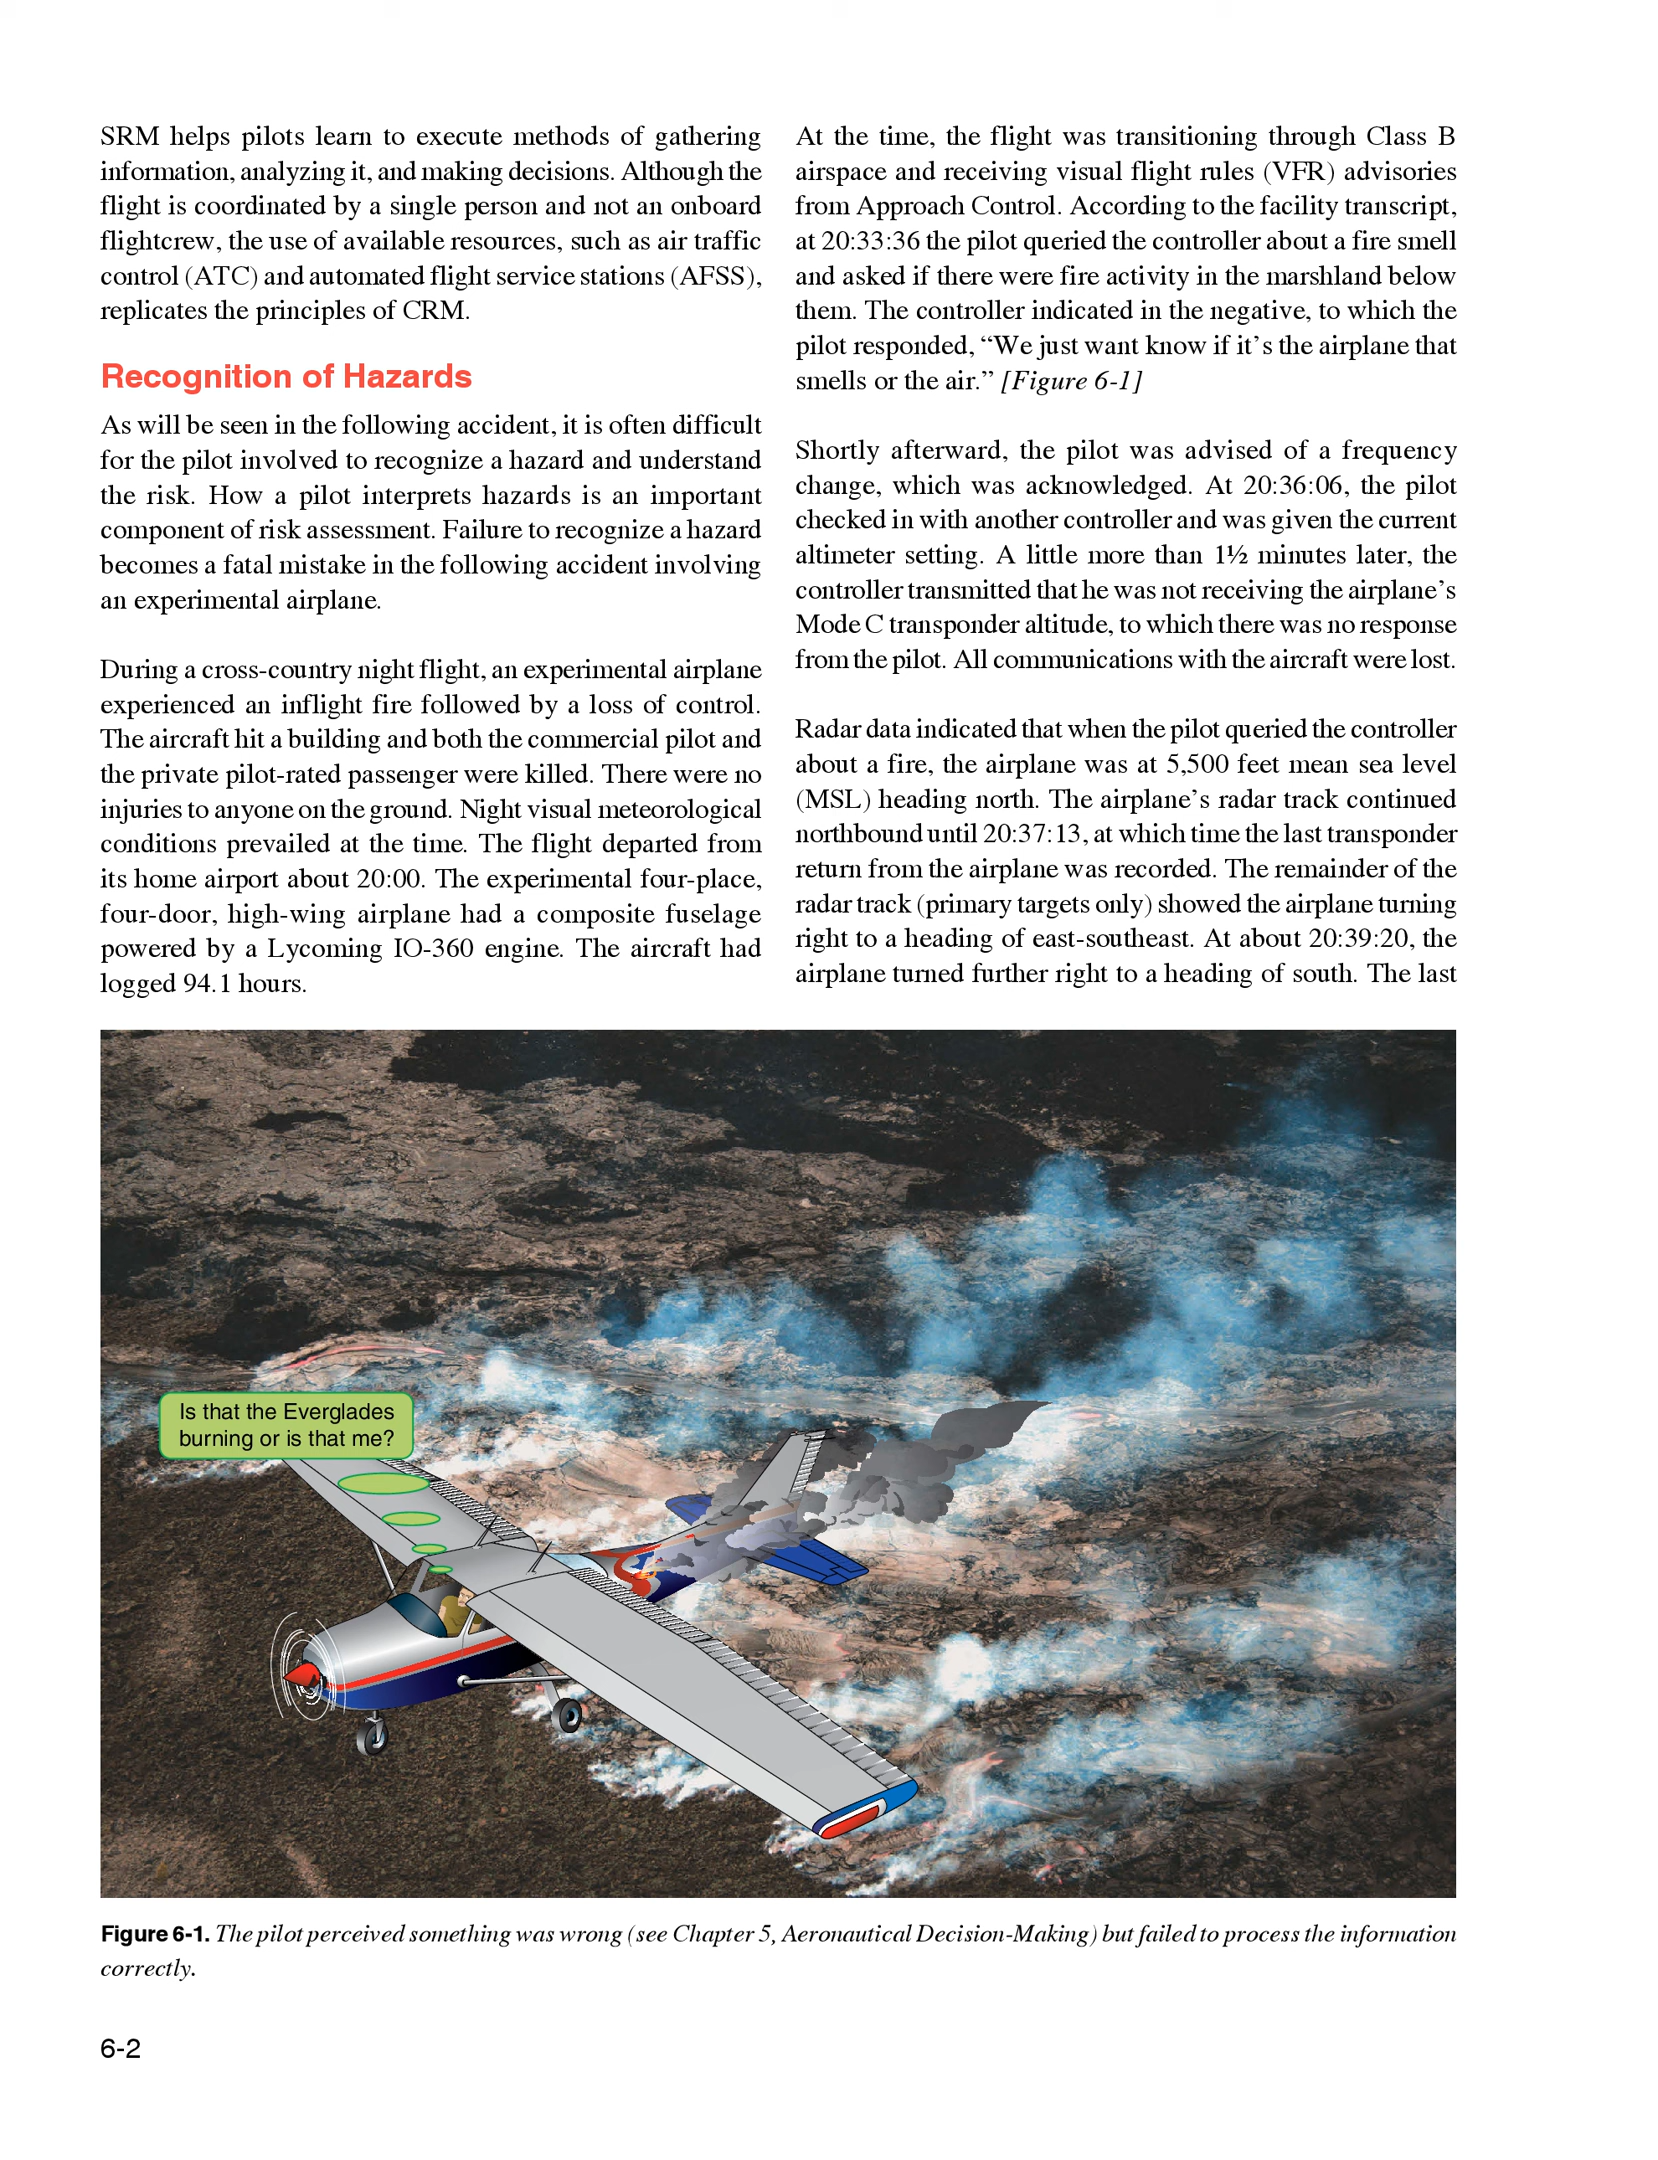 SRM helps pilots learn to execute methods of gathering
information, analyzing it, and making decisions. Although the
flight is coordinated by a single person and not an onboard
flightcrew, the use of available resources, such as air traffic
control (ATC) and automated flight service stations (AFSS),
replicates the principles of CRM.
Recognition of Hazards
As will be seen in the following accident, it is often difficult
for the pilot involved to recognize a hazard and understand
the risk. How a pilot interprets hazards is an important
component of risk assessment. Failure to recognize a hazard
becomes a fatal mistake in the following accident involving
an experimental airplane.
During a cross-country night flight, an experimental airplane
experienced an inflight fire followed by a loss of control.
The aircraft hit a building and both the commercial pilot and
the private pilot-rated passenger were killed. There were no
injuries to anyone on the ground. Night visual meteorological
conditions prevailed at the time. The flight departed from
its home airport about 20:00. The experimental four-place,
four-door, high-wing airplane had a composite fuselage
powered by a Lycoming IO-360 engine. The aircraft had
logged 94.1 hours.
At the time, the flight was transitioning through Class B
airspace and receiving visual flight rules (VFR) advisories
from Approach Control. According to the facility transcript,
at 20:33:36 the pilot queried the controller about a fire smell
and asked if there were fire activity in the marshland below
them. The controller indicated in the negative, to which the
pilot responded, “We just want know if it’s the airplane that
smells or the air.” [Figure 6-1]
Shortly afterward, the pilot was advised of a frequency
change, which was acknowledged. At 20:36:06, the pilot
checked in with another controller and was given the current
altimeter setting. A little more than 1½ minutes later, the
controller transmitted that he was not receiving the airplane’s
Mode C transponder altitude, to which there was no response
from the pilot. All communications with the aircraft were lost.
Radar data indicated that when the pilot queried the controller
about a fire, the airplane was at 5,500 feet mean sea level
(MSL) heading north. The airplane’s radar track continued
northbound until 20:37:13, at which time the last transponder
return from the airplane was recorded. The remainder of the
radar track (primary targets only) showed the airplane turning
right to a heading of east-southeast. At about 20:39:20, the
airplane turned further right to a heading of south. The last
Is that the Everglades
burning or is that me?
Figure 6-1. The pilot perceived something was wrong (see Chapter 5, Aeronautical Decision-Making) but failed to process the information
correctly.
6-2